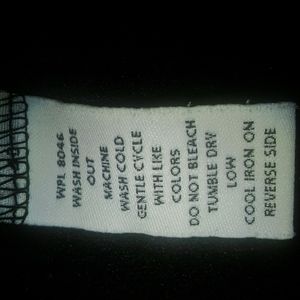 WPL 8046
WASH INSIDE
OUT
MACHINE
WASH COLD
GENTLE CYCLE
WITH LIKE
COLORS
DO NOT BLEACH
TUMBLE DRY
LOW
COOL IRON ON
REVERSE SIDE